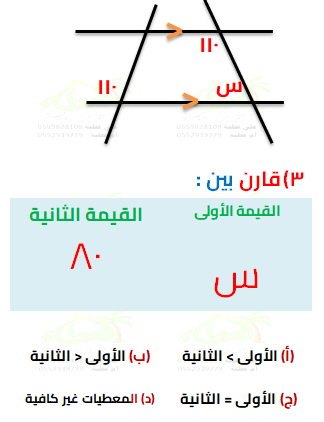 ١١٠
١١٠ س
٣) قارن بين :
القيمة الأولى القيمة الثانية
س ٨٠
(أ) الأولى > الثانية (ب) الأولى < الثانية
(ج) الأولى = الثانية (د) المعطيات غير كافية